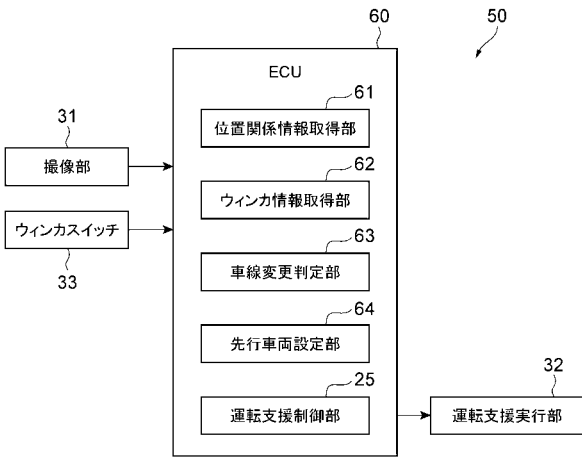 50
60
ECU
61
位置関係情報取得部
31
撮像部
62
ウィンカ情報取得部
ウィンカスイッチ
33
63
車線変更判定部
64
先行車両設定部
25
運転支援制御部
32
運転支援実行部